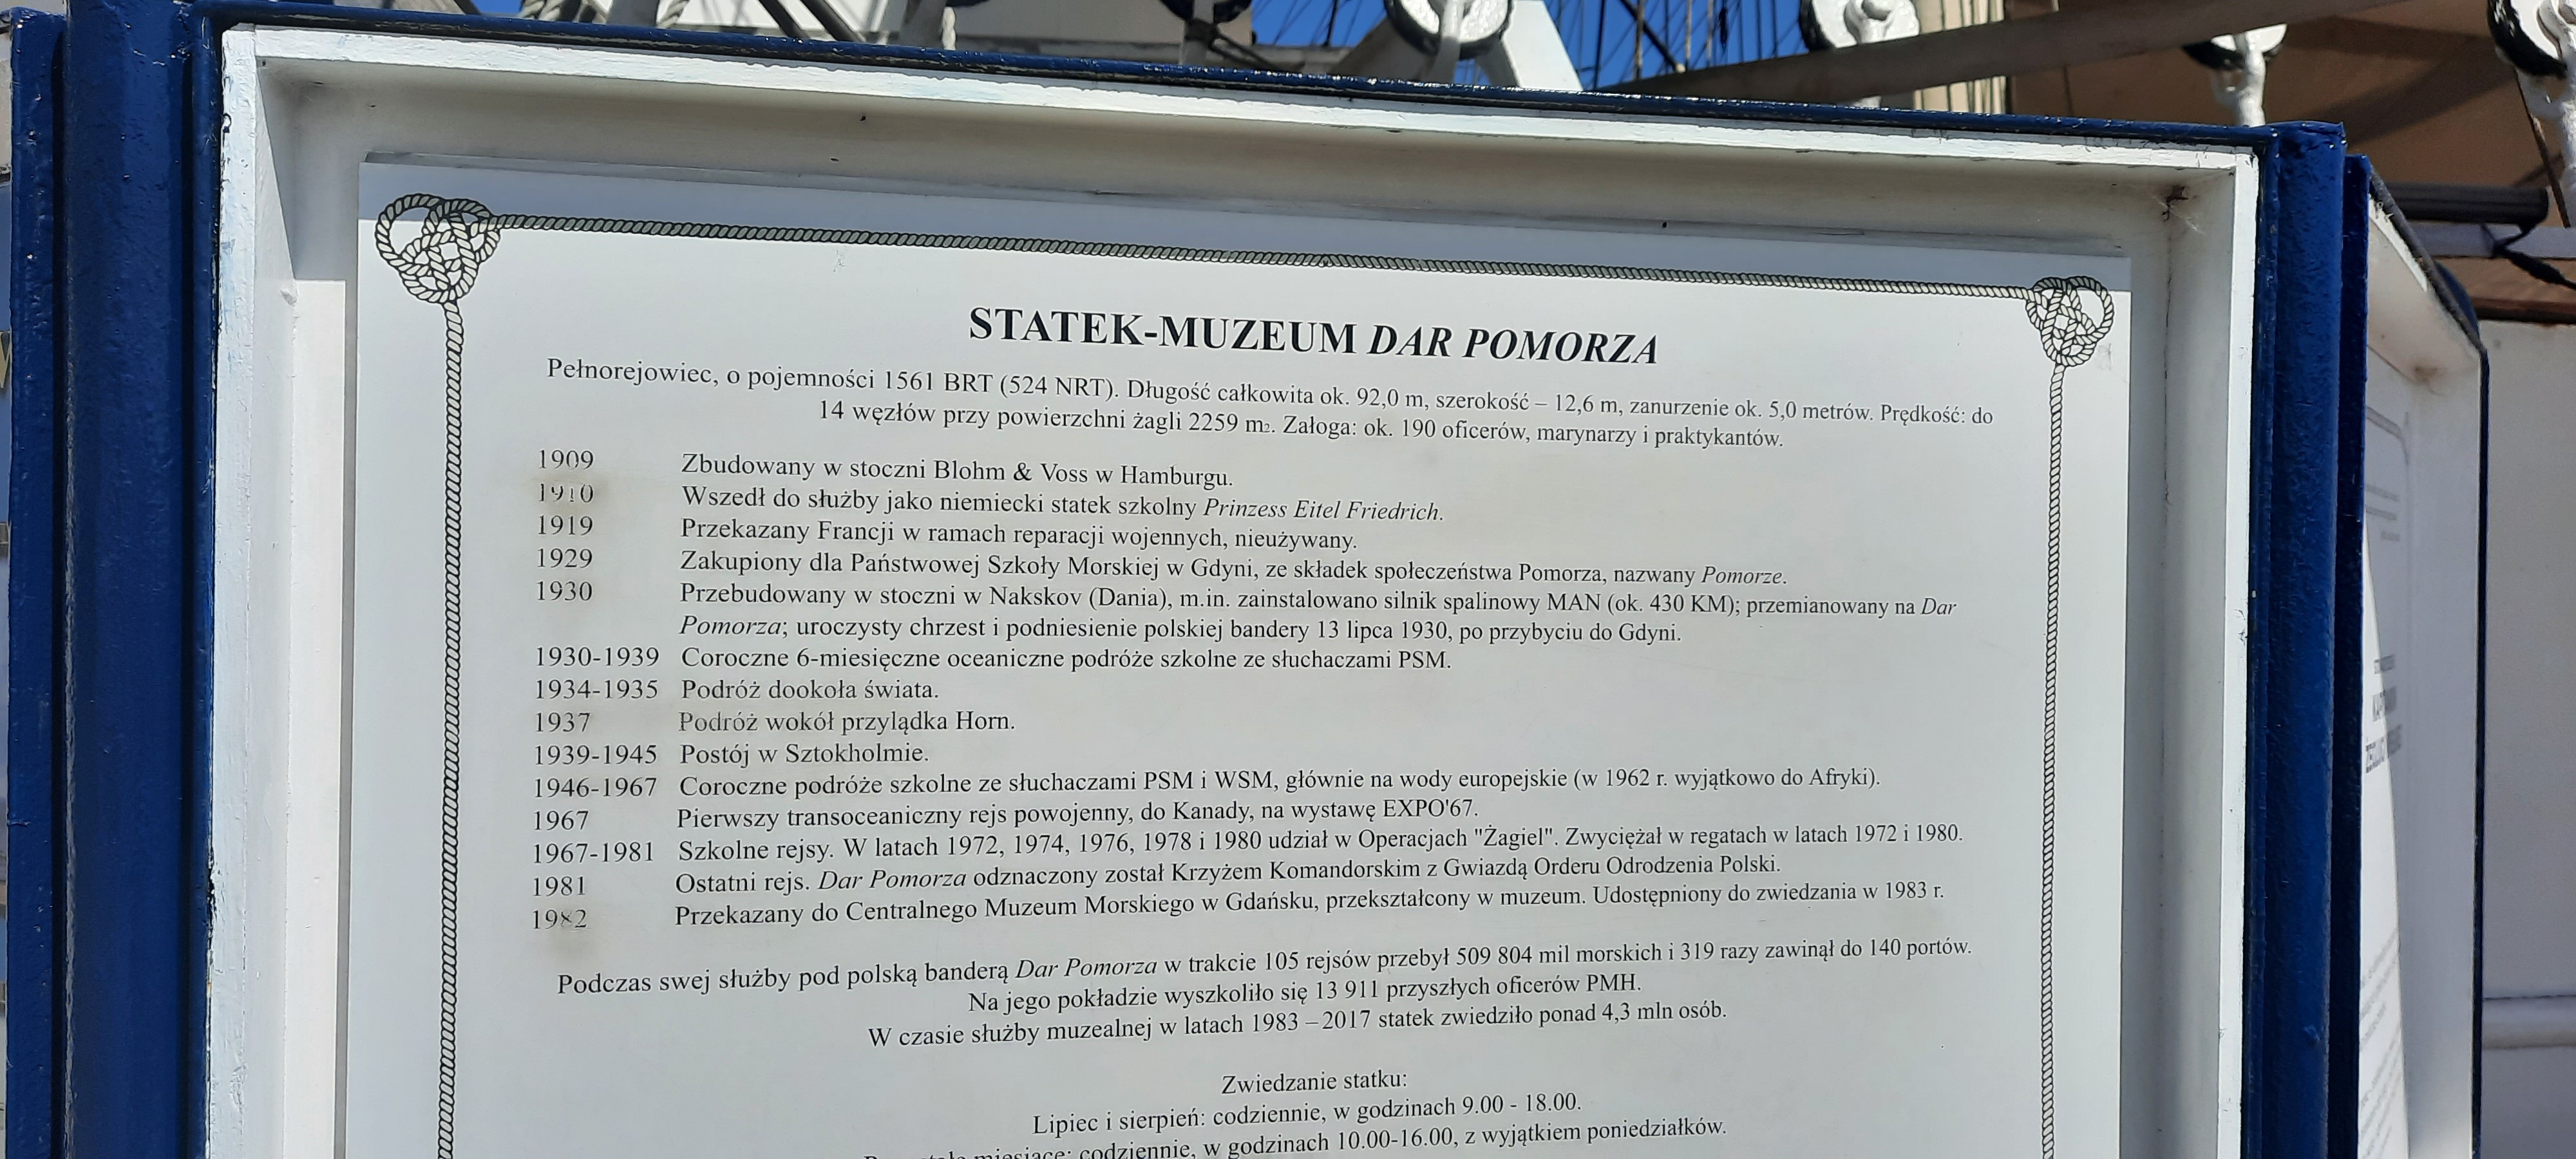 STATEK-MUZEUM DAR POMORZA
Pełnorejowiec, o pojemności 1561 BRT (524 NRT). Długość całkowita ok. 92,0 m, szerokość – 12,6 m, zanurzenie ok. 5,0 metrów. Prędkość: do
14 węzłów przy powierzchni żagli 2259 m2. Załoga: ok. 190 oficerów, marynarzy i praktykantów.
1909 Zbudowany w stoczni Blohm & Voss w Hamburgu.
1910 Wszedł do służby jako niemiecki statek szkolny Prinzess Eitel Friedrich.
1919 Przekazany Francji w ramach reparacji wojennych, nieużywany.
1929 Zakupiony dla Państwowej Szkoły Morskiej w Gdyni, ze składek społeczeństwa Pomorza, nazwany Pomorze.
1930 Przebudowany w stoczni w Nakskov (Dania), m.in. zainstalowano silnik spalinowy MAN (ok. 430 KM); przemianowany na Dar
Pomorza; uroczysty chrzest i podniesienie polskiej bandery 13 lipca 1930, po przybyciu do Gdyni.
1930-1939 Coroczne 6-miesięczne oceaniczne podróże szkolne ze słuchaczami PSM.
1934-1935 Podróż dookoła świata.
1937 Podróż wokół przylądka Horn.
1939-1945 Postój w Sztokholmie.
1946-1967 Coroczne podróże szkolne ze słuchaczami PSM i WSM, głównie na wody europejskie (w 1962 r. wyjątkowo do Afryki).
1967 Pierwszy transoceaniczny rejs powojenny, do Kanady, na wystawę EXPO'67.
1967-1981 Szkolne rejsy. W latach 1972, 1974, 1976, 1978 i 1980 udział w Operacjach "Żagiel". Zwyciężał w regatach w latach 1972 i 1980.
1981 Ostatni rejs. Dar Pomorza odznaczony został Krzyżem Komandorskim z Gwiazdą Orderu Odrodzenia Polski.
1982 Przekazany do Centralnego Muzeum Morskiego w Gdańsku, przekształcony w muzeum. Udostępniony do zwiedzania w 1983 r.
Podczas swej służby pod polską banderą Dar Pomorza w trakcie 105 rejsów przebył 509 804 mil morskich i 319 razy zawinął do 140 portów.
Na jego pokładzie wyszkoliło się 13 911 przyszłych oficerów PMH.
W czasie służby muzealnej w latach 1983 – 2017 statek zwiedziło ponad 4,3 mln osób.
Zwiedzanie statku:
Lipiec i sierpień: codziennie, w godzinach 9.00 - 18.00.
miesiące: codziennie, w godzinach 10.00-16.00, z wyjątkiem poniedziałków.